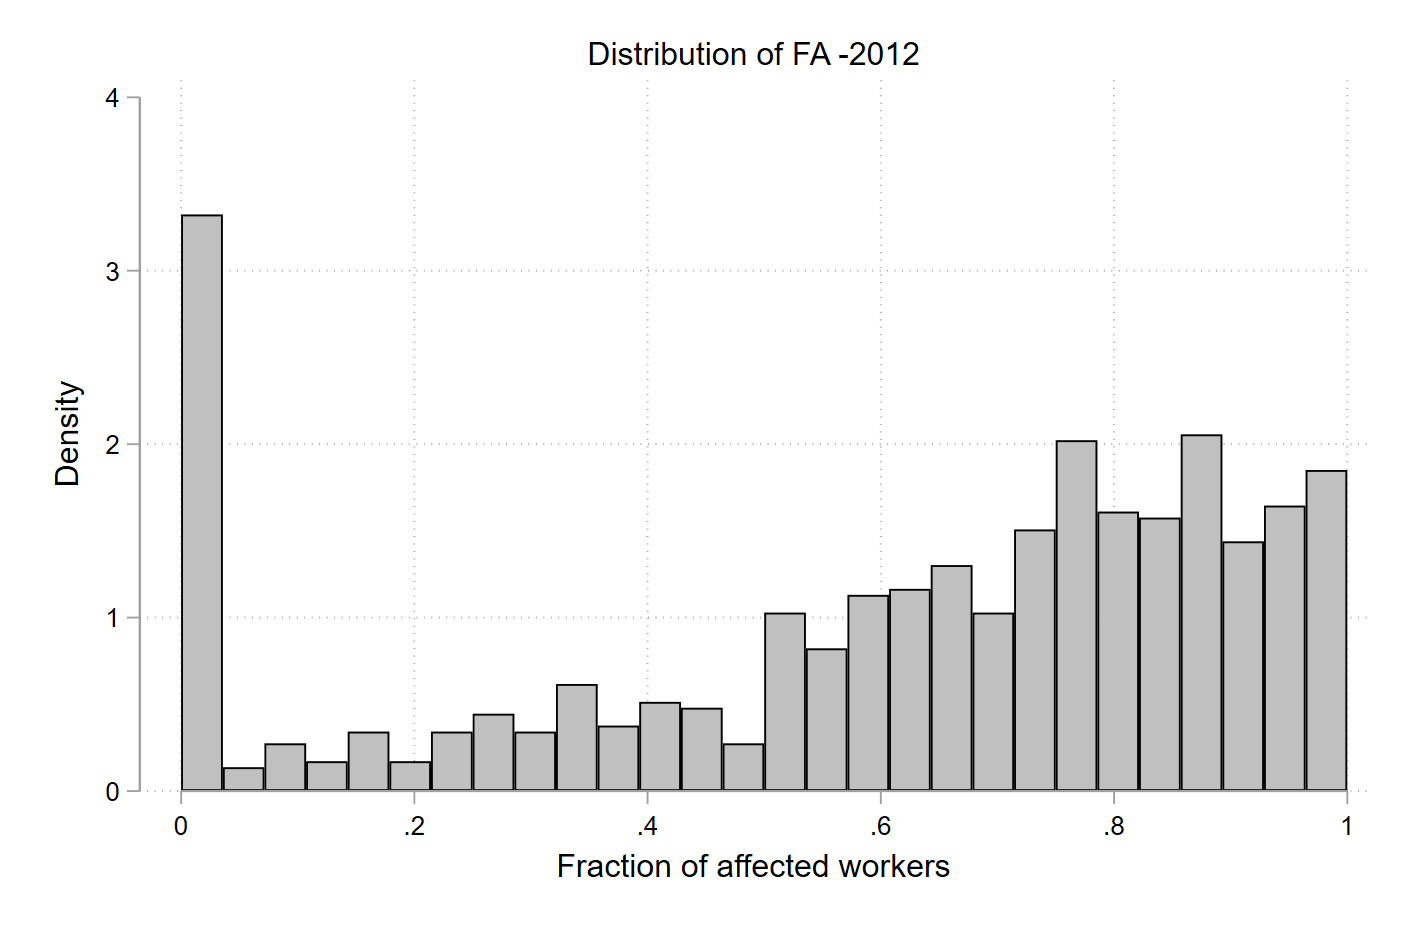 Distribution of FA -2012
4
3
2
1
0
Density
0 .2 .4 .6 .8 1
Fraction of affected workers